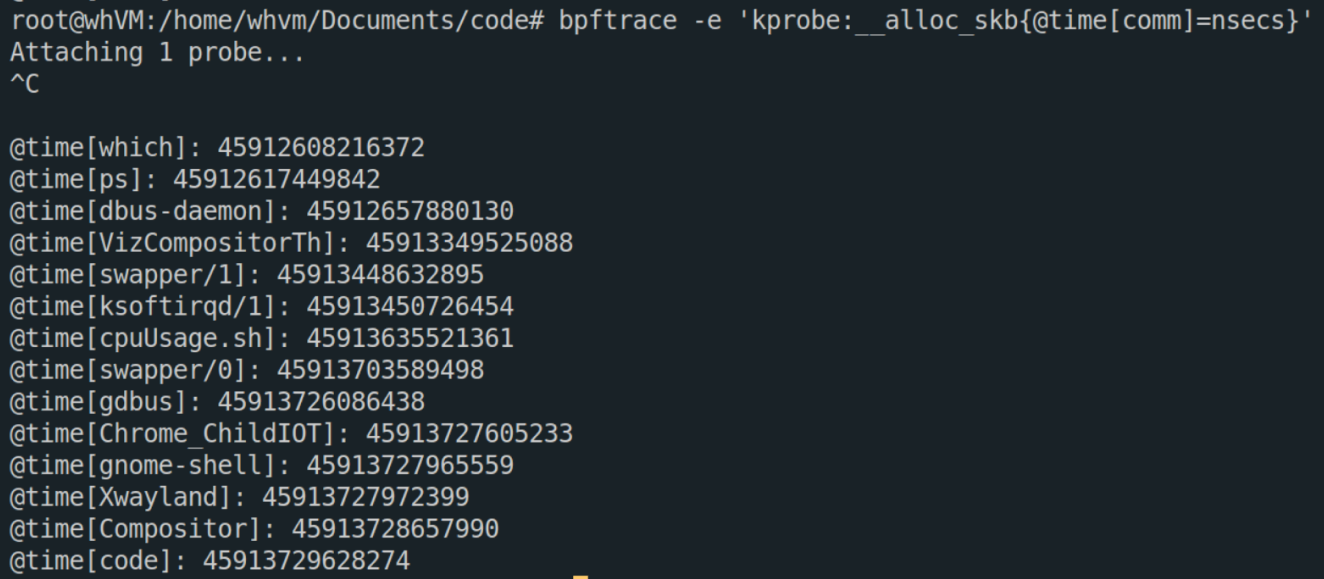 root@whVM:/home/whvm/Documents/code# bpftrace -e 'kprobe:__alloc_skb{@time[comm]=nsecs}'
Attaching 1 probe...
^C
@time[which]: 45912608216372
@time[ps]: 45912617449842
@time[dbus-daemon]: 45912657880130
@time[VizCompositorTh]: 45913349525088
@time[swapper/1]: 45913448632895
@time[ksoftirqd/1]: 45913450726454
@time[cpuUsage.sh]: 45913635521361
@time[swapper/0]: 45913703589498
@time[gdbus]: 45913726086438
@time[Chrome_ChildIOT]: 45913727605233
@time[gnome-shell]: 45913727965559
@time[Xwayland]: 45913727972399
@time[Compositor]: 45913728657990
@time[code]: 45913729628274